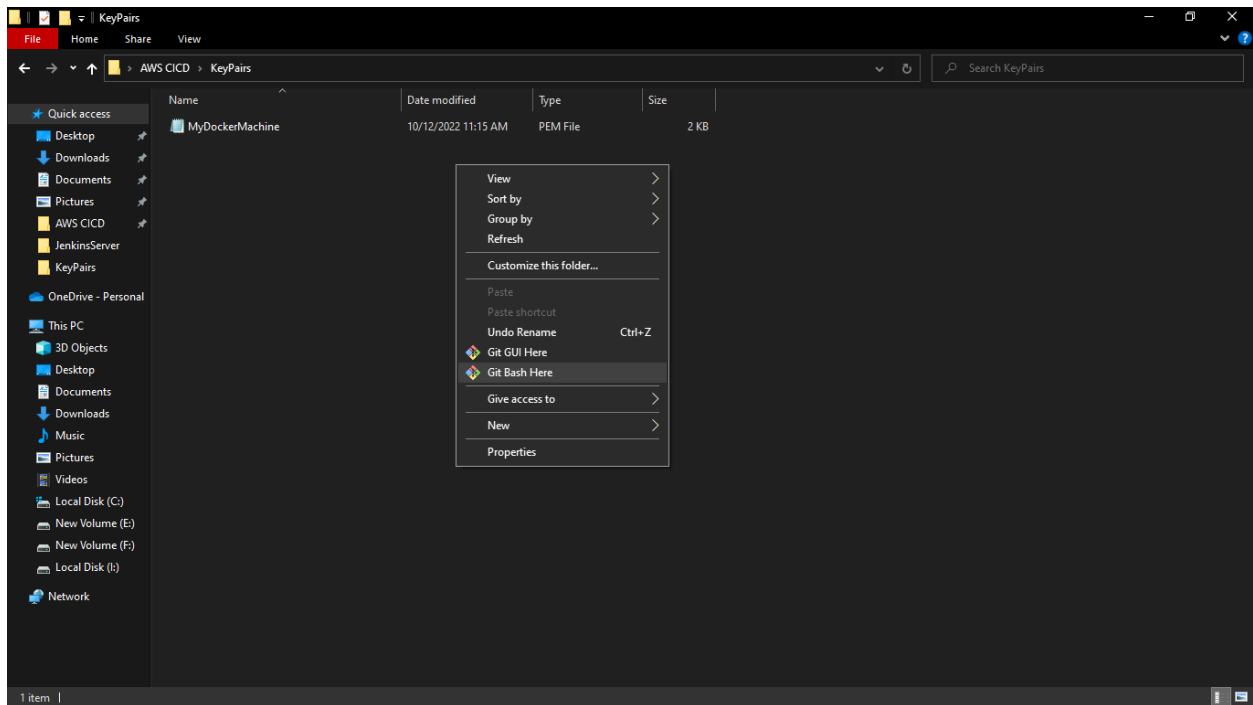 KeyPairs
File Home Share View
AWS CICD > KeyPairs Search KeyPairs
Name Date modified Type Size
MyDockerMachine 10/12/2022 11:15 AM PEM File 2 KB
Quick access
Desktop
Downloads
Documents
Pictures
AWS CICD
JenkinsServer
KeyPairs
OneDrive - Personal
This PC
3D Objects
Desktop
Documents
Downloads
Music
Pictures
Videos
Local Disk (C:)
New Volume (E:)
New Volume (F:)
Local Disk (I:)
Network
View
Sort by
Group by
Refresh
Customize this folder...
Paste
Paste shortcut
Undo Rename Ctrl+Z
Git GUI Here
Git Bash Here
Give access to
New
Properties
1 item